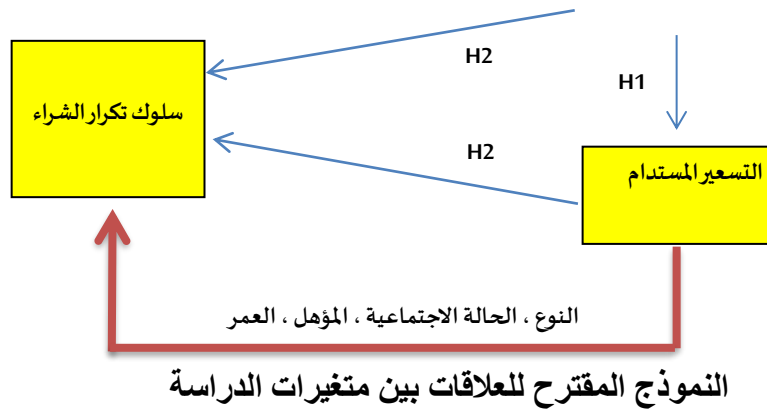 H2
H1
سلوك تكرار الشراء
H2
التسعير المستدام
النوع ، الحالة الاجتماعية ، المؤهل ، العمر
النموذج المقترح للعلاقات بين متغيرات الدراسة